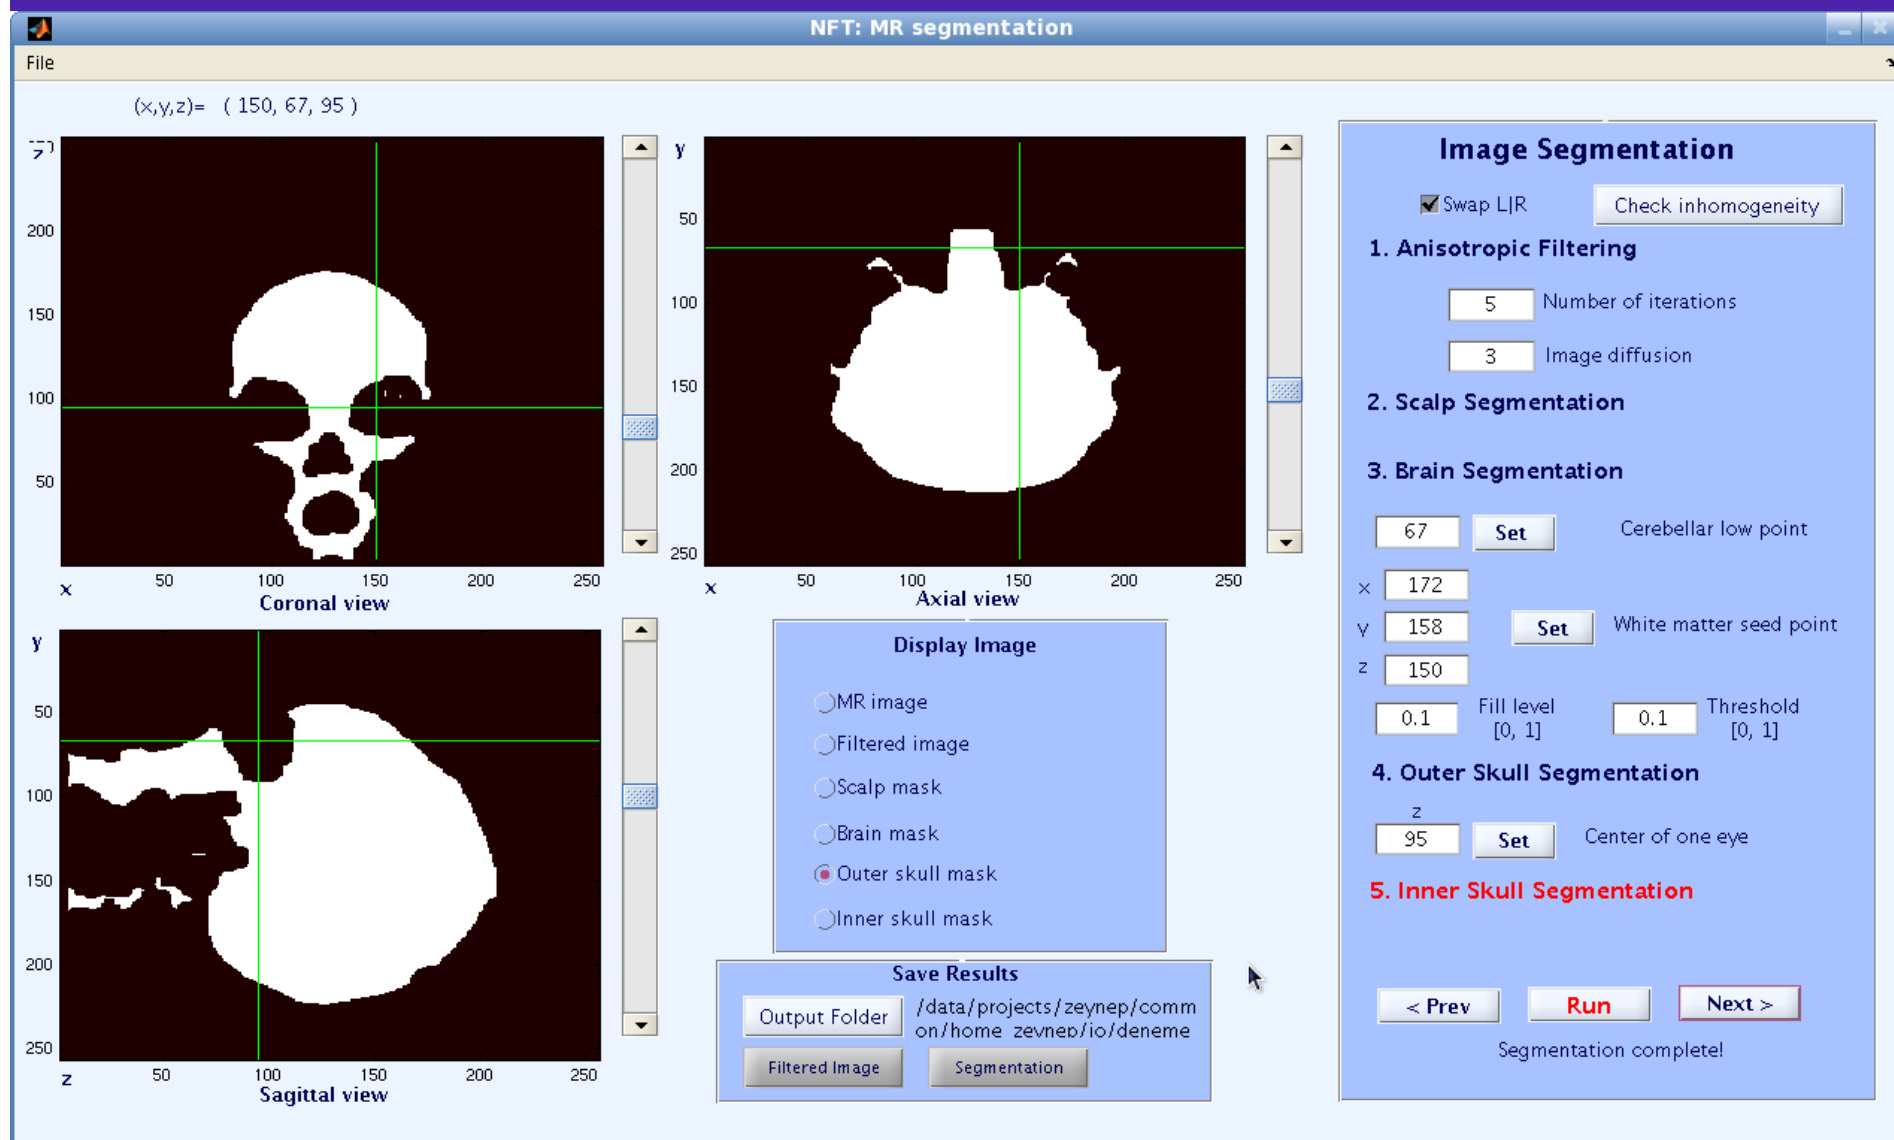 NFT: MR segmentation
File
(x,y,z)= ( 150, 67, 95 )
z
200
150
100
50
x
50 100 150 200 250
Coronal view
y
50
100
150
200
250
x
50 100 150 200 250
Axial view
y
50
100
150
200
250
z
50 100 150 200 250
Sagittal view
Display Image
MR image
Filtered image
Scalp mask
Brain mask
Outer skull mask
Inner skull mask
Save Results
Output Folder
/data/projects/zeynep/comm
on/home_zeynep/io/deneme
Filtered Image
Segmentation
Image Segmentation
Swap L|R
Check inhomogeneity
1. Anisotropic Filtering
5 Number of iterations
3 Image diffusion
2. Scalp Segmentation
3. Brain Segmentation
67 Set Cerebellar low point
x 172
y 158 Set White matter seed point
z 150
0.1 Fill level
[0, 1]
0.1 Threshold
[0, 1]
4. Outer Skull Segmentation
z
95 Set Center of one eye
5. Inner Skull Segmentation
< Prev Run Next >
Segmentation complete!